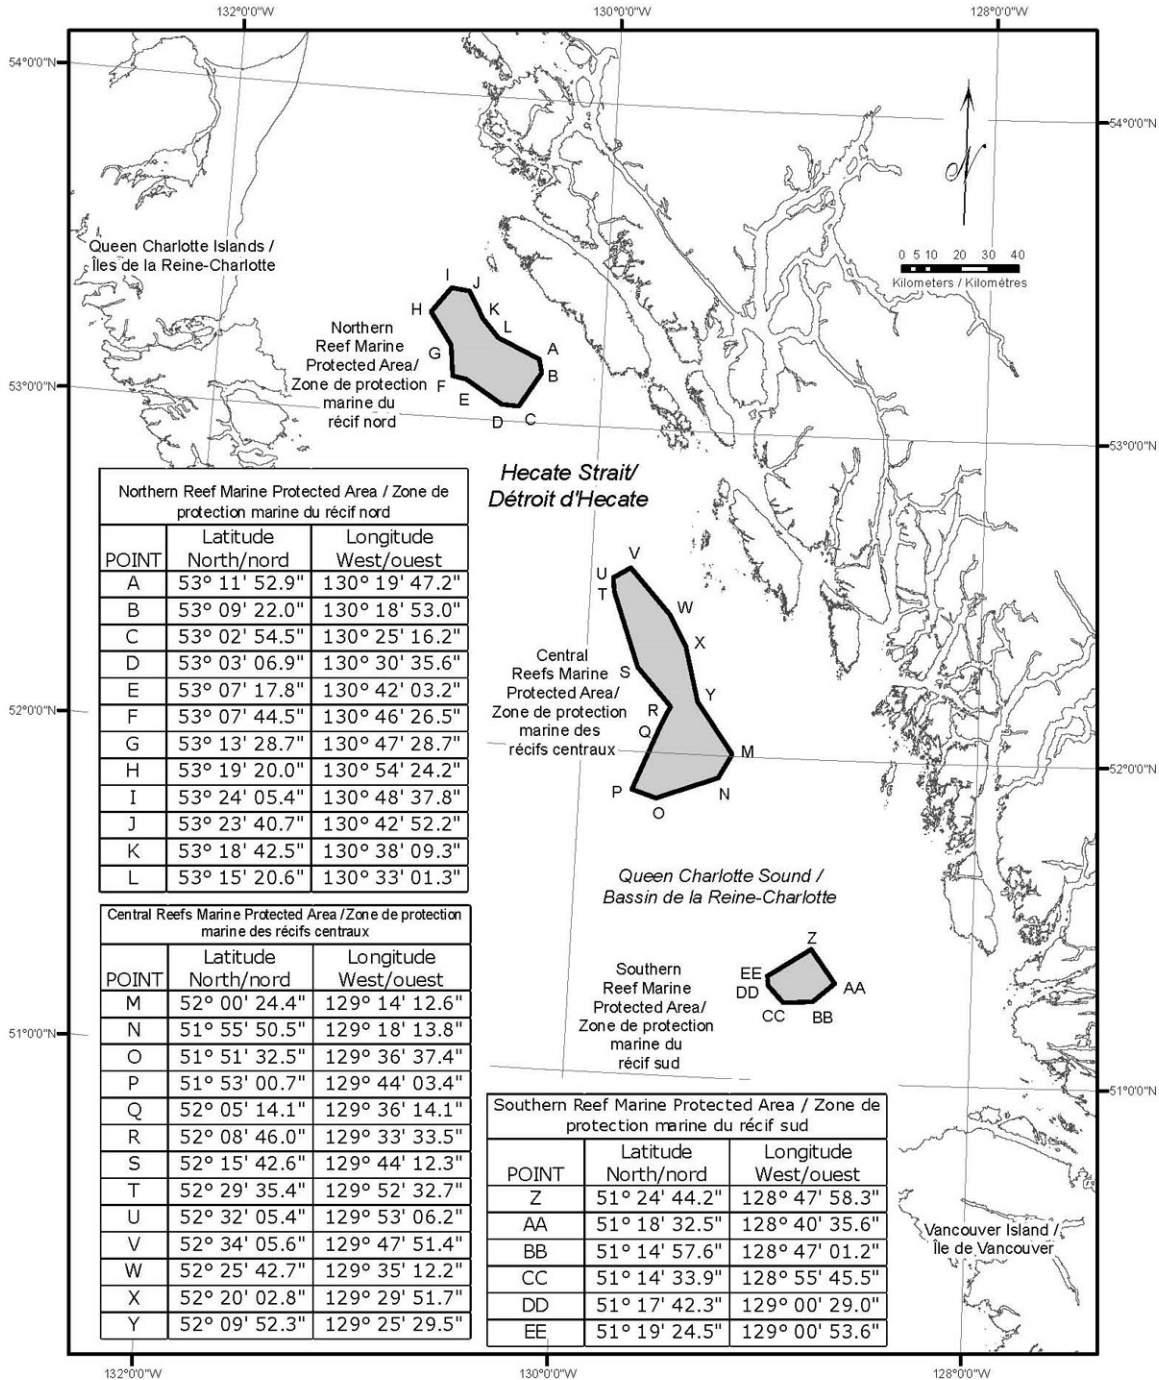 132°0'0"W
130°0'0"W
128°0'0"W
54°0'0"N
54°0'0"N
N
0 5 10 20 30 40
Kilometers / Kilomètres
Queen Charlotte Islands /
Îles de la Reine-Charlotte
I
J
H
K
L
A
G
B
F
E
D
C
Northern
Reef Marine
Protected Area/
Zone de protection
marine du
récif nord
53°0'0"N
53°0'0"N
Hecate Strait/
Détroit d'Hecate
Northern Reef Marine Protected Area / Zone de
protection marine du récif nord
POINT Latitude North/nord Longitude West/ouest
A 53° 11' 52.9" 130° 19' 47.2"
B 53° 09' 22.0" 130° 18' 53.0"
C 53° 02' 54.5" 130° 25' 16.2"
D 53° 03' 06.9" 130° 30' 35.6"
E 53° 07' 17.8" 130° 42' 03.2"
F 53° 07' 44.5" 130° 46' 26.5"
G 53° 13' 28.7" 130° 47' 28.7"
H 53° 19' 20.0" 130° 54' 24.2"
I 53° 24' 05.4" 130° 48' 37.8"
J 53° 23' 40.7" 130° 42' 52.2"
K 53° 18' 42.5" 130° 38' 09.3"
L 53° 15' 20.6" 130° 33' 01.3"
V
U
T
W
X
S
Y
R
Q
M
P
N
O
Central
Reefs Marine
Protected Area/
Zone de protection
marine des
récifs centraux
52°0'0"N
52°0'0"N
Queen Charlotte Sound /
Bassin de la Reine-Charlotte
Central Reefs Marine Protected Area /Zone de protection
marine des récifs centraux
POINT Latitude North/nord Longitude West/ouest
M 52° 00' 24.4" 129° 14' 12.6"
N 51° 55' 50.5" 129° 18' 13.8"
O 51° 51' 32.5" 129° 36' 37.4"
P 51° 53' 00.7" 129° 44' 03.4"
Q 52° 05' 14.1" 129° 36' 14.1"
R 52° 08' 46.0" 129° 33' 33.5"
S 52° 15' 42.6" 129° 44' 12.3"
T 52° 29' 35.4" 129° 52' 32.7"
U 52° 32' 05.4" 129° 53' 06.2"
V 52° 34' 05.6" 129° 47' 51.4"
W 52° 25' 42.7" 129° 35' 12.2"
X 52° 20' 02.8" 129° 29' 51.7"
Y 52° 09' 52.3" 129° 25' 29.5"
Z
EE
DD
AA
CC
BB
Southern
Reef Marine
Protected Area/
Zone de protection
marine du
récif sud
51°0'0"N
51°0'0"N
Southern Reef Marine Protected Area / Zone de
protection marine du récif sud
POINT Latitude North/nord Longitude West/ouest
Z 51° 24' 44.2" 128° 47' 58.3"
AA 51° 18' 32.5" 128° 40' 35.6"
BB 51° 14' 57.6" 128° 47' 01.2"
CC 51° 14' 33.9" 128° 55' 45.5"
DD 51° 17' 42.3" 129° 00' 29.0"
EE 51° 19' 24.5" 129° 00' 53.6"
Vancouver Island /
Île de Vancouver
132°0'0"W
130°0'0"W
128°0'0"W